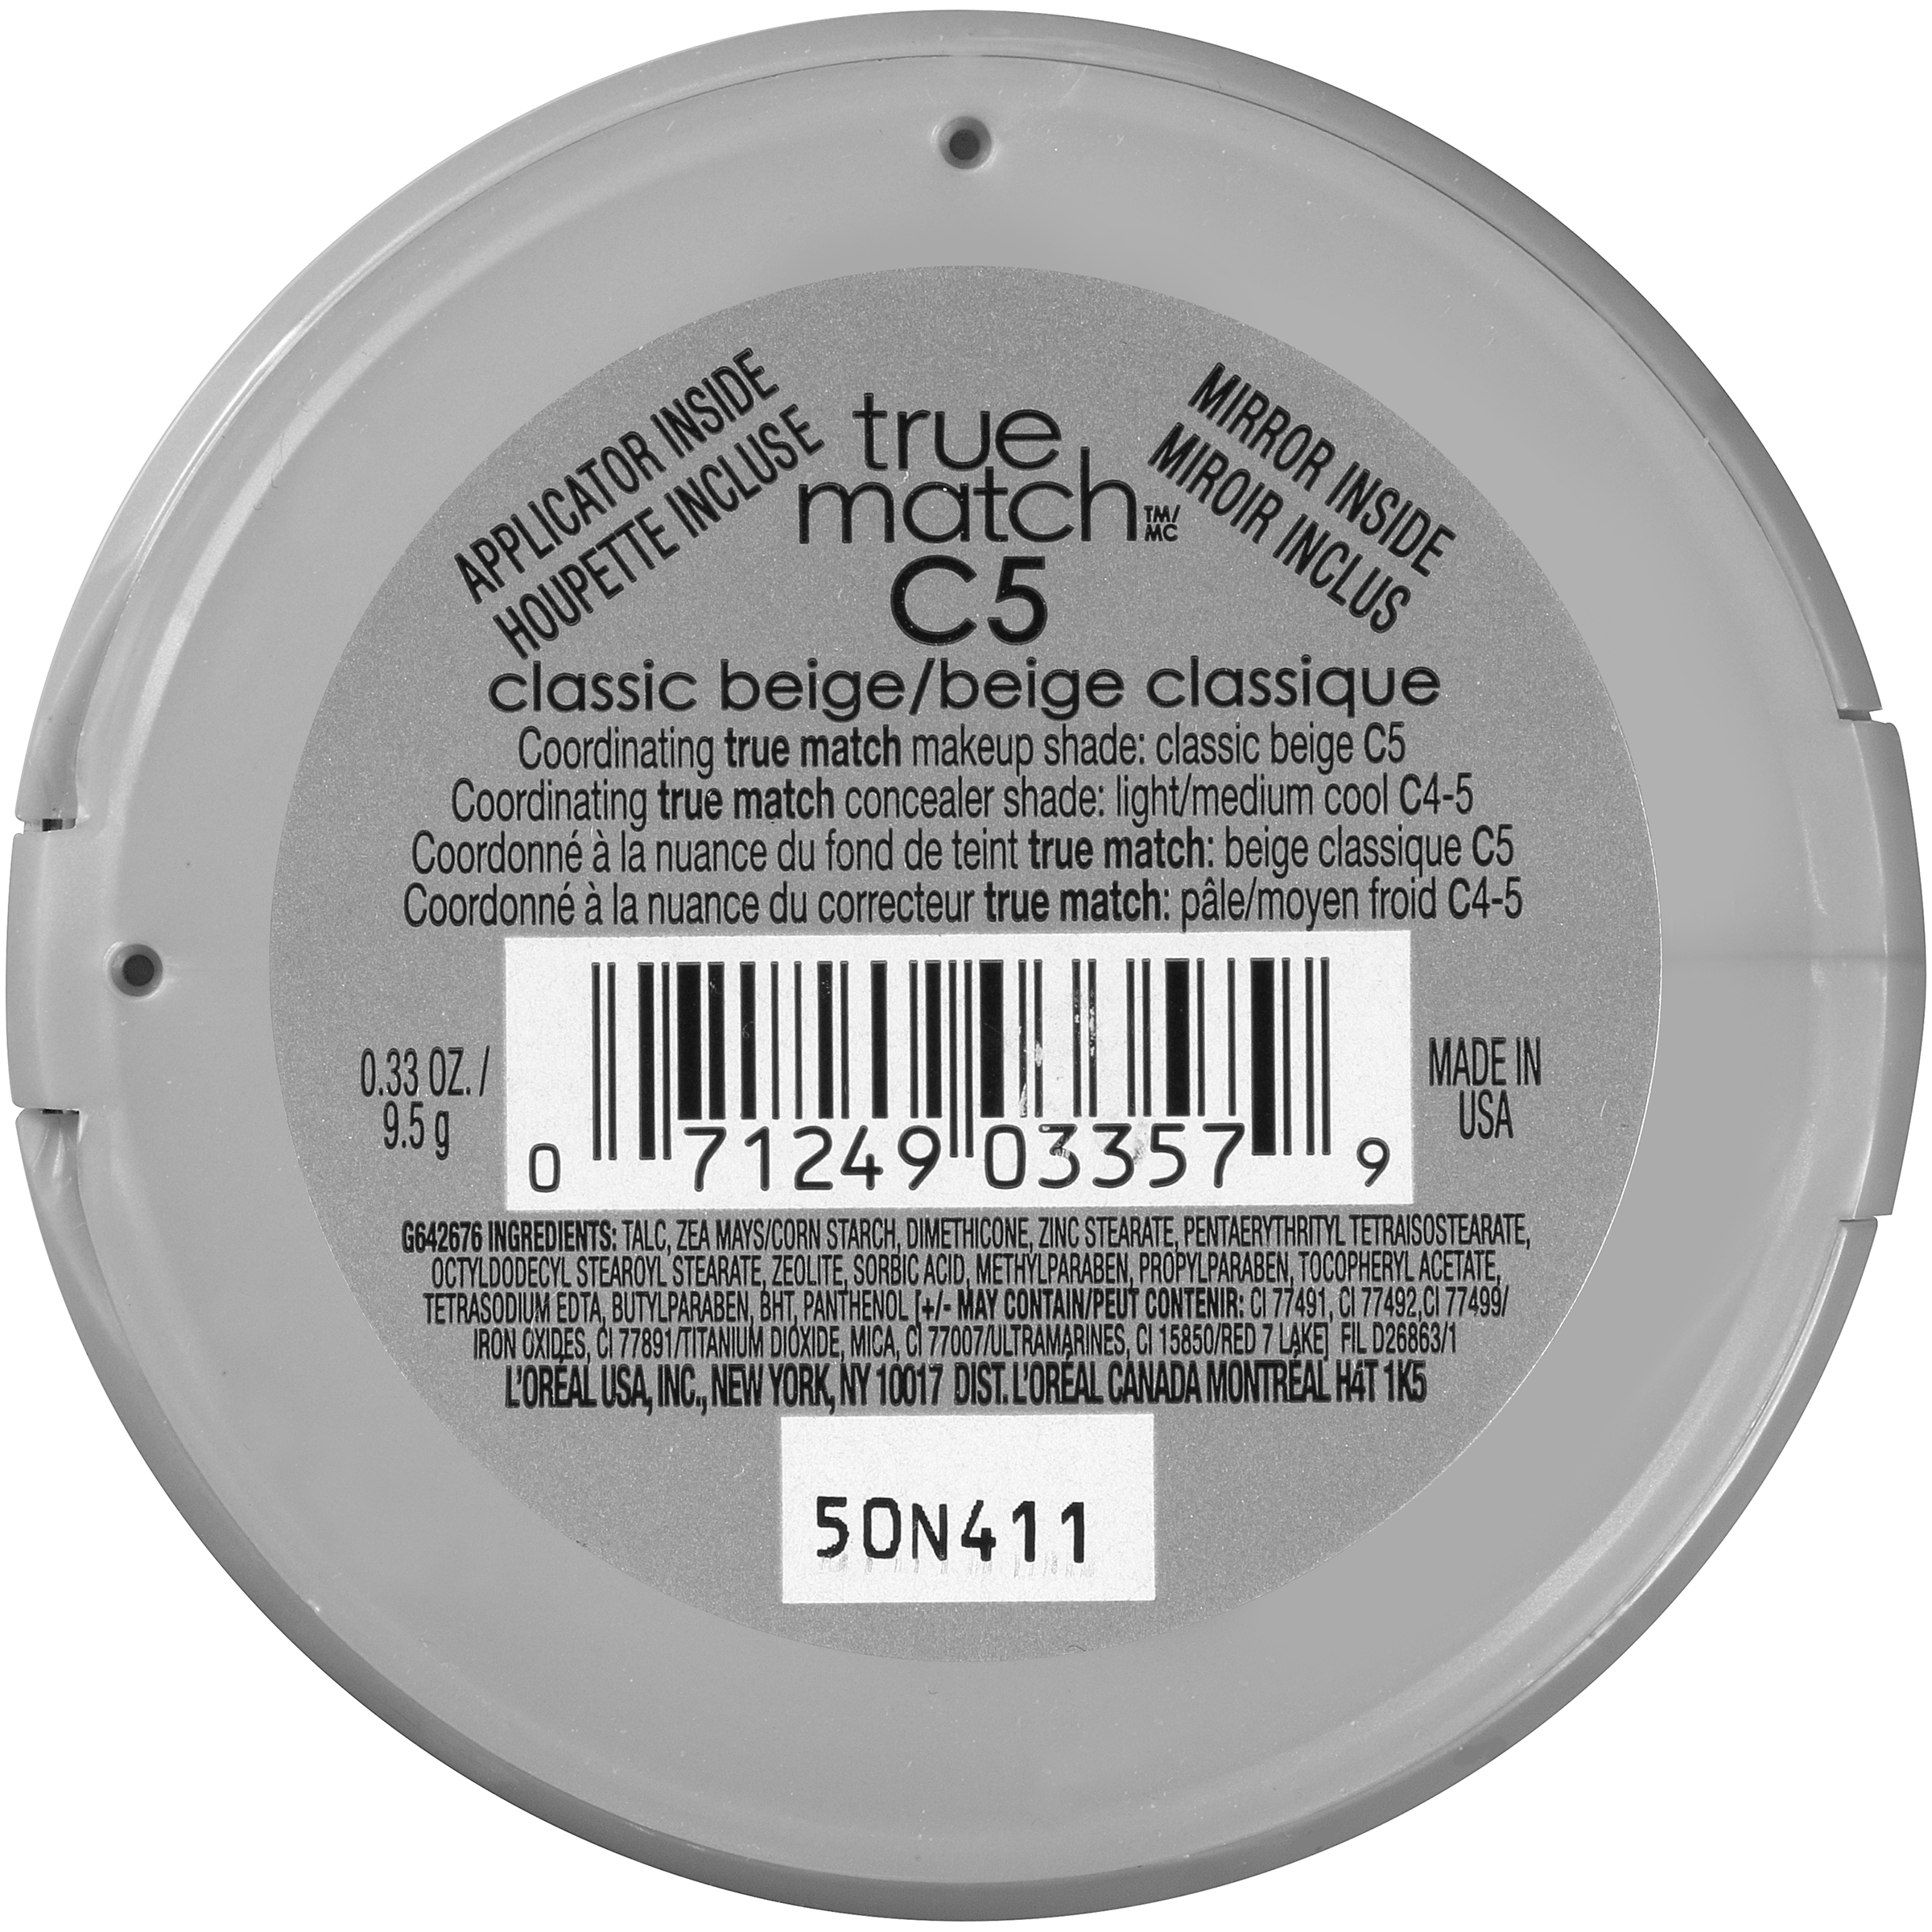 APPLICATOR INSIDE
HOUPETTE INCLUSE
true
match TM/
MC
MIRROR INSIDE
MIROIR INCLUS
C5
classic beige/beige classique
Coordinating true match makeup shade: classic beige C5
Coordinating true match concealer shade: light/medium cool C4-5
Coordonné à la nuance du fond de teint true match: beige classique C5
Coordonné à la nuance du correcteur true match: pâle/moyen froid C4-5
0.33 OZ. /
9.5 g
0 71249 03357 9
MADE IN
USA
G642676 INGREDIENTS: TALC, ZEA MAYS/CORN STARCH, DIMETHICONE, ZINC STEARATE, PENTAERYTHRITYL TETRAISOSTEARATE,
OCTYLDODECYL STEAROYL STEARATE, ZEOLITE, SORBIC ACID, METHYLPARABEN, PROPYLPARABEN, TOCOPHERYL ACETATE,
TETRASODIUM EDTA, BUTYLPARABEN, BHT, PANTHENOL [+/- MAY CONTAIN/PEUT CONTENIR: CI 77491, CI 77492,CI 77499/
IRON OXIDES, CI 77891/TITANIUM DIOXIDE, MICA, CI 77007/ULTRAMARINES, CI 15850/RED 7 LAKE] FIL D26863/1
L'ORÉAL USA, INC., NEW YORK, NY 10017 DIST. L'ORÉAL CANADA MONTRÉAL H4T 1K5
50N411